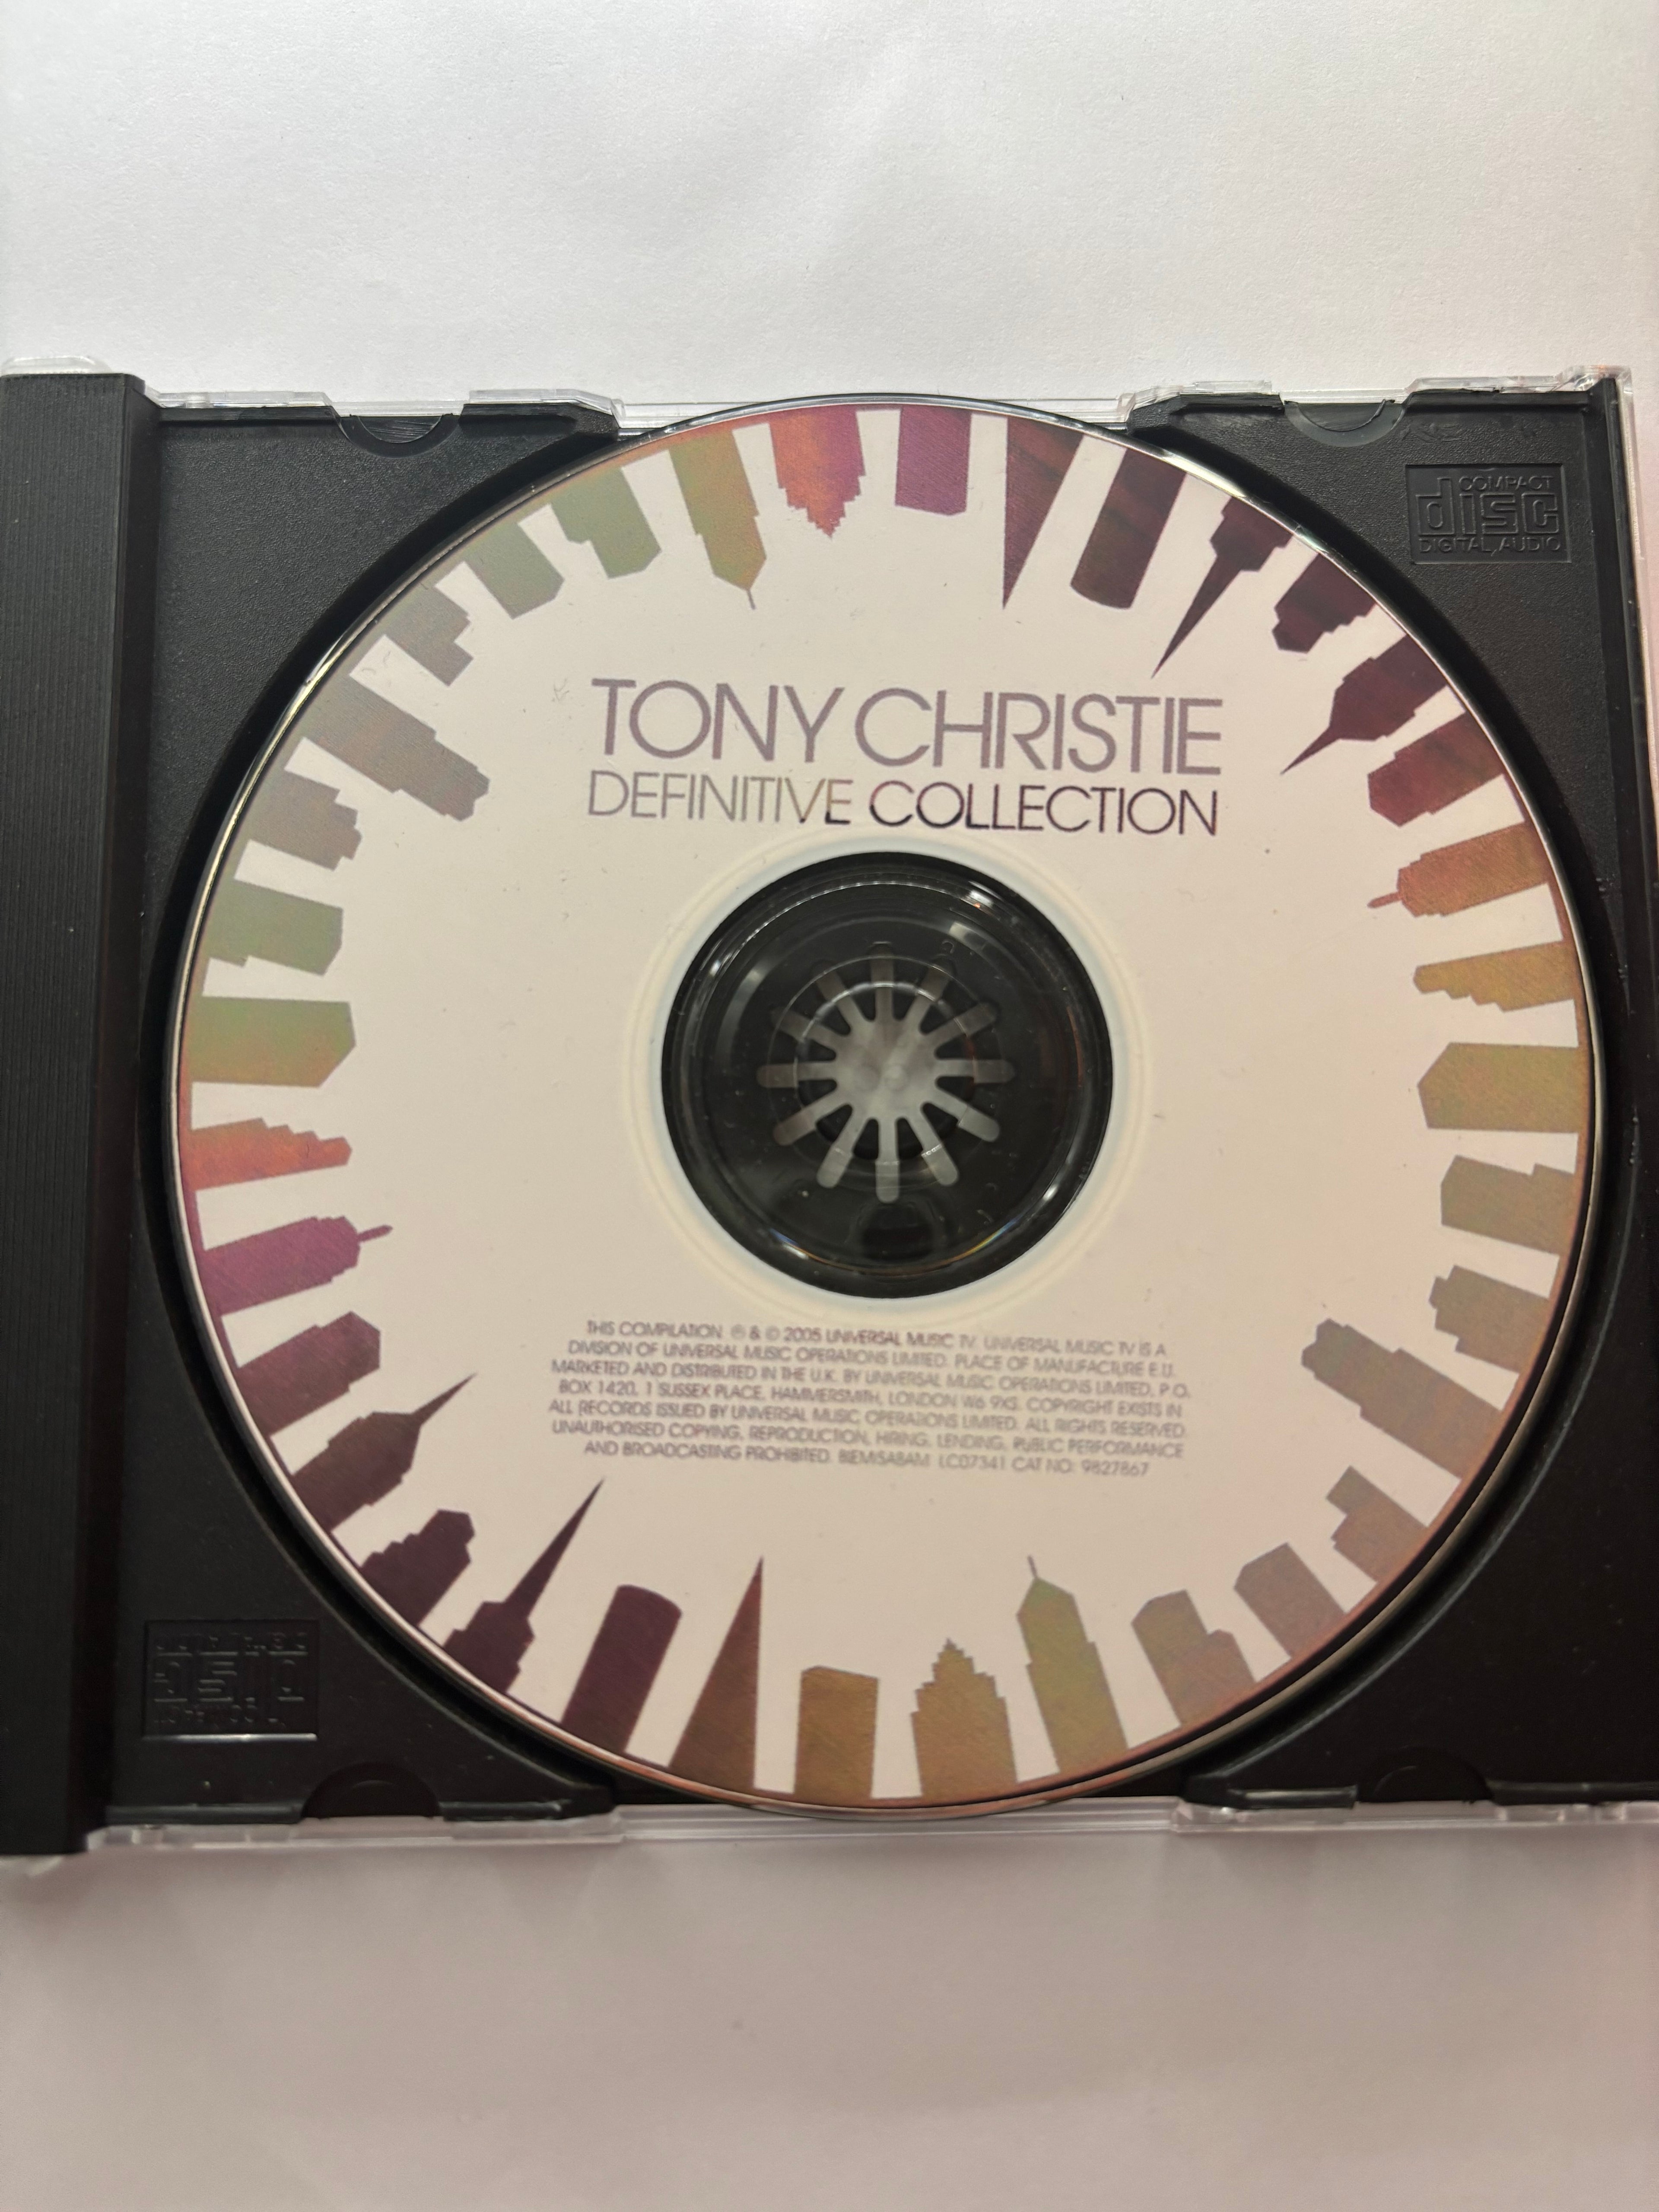 COMPACT
disc
DIGITAL AUDIO
TONY CHRISTIE
DEFINITIVE COLLECTION
THIS COMPILATION ℗ & © 2005 UNIVERSAL MUSIC TV. UNIVERSAL MUSIC TV IS A
DIVISION OF UNIVERSAL MUSIC OPERATIONS LIMITED. PLACE OF MANUFACTURE E.U.
MARKETED AND DISTRIBUTED IN THE U.K. BY UNIVERSAL MUSIC OPERATIONS LIMITED, P.O.
BOX 1420, 1 SUSSEX PLACE, HAMMERSMITH, LONDON W6 9XS. COPYRIGHT EXISTS IN
ALL RECORDS ISSUED BY UNIVERSAL MUSIC OPERATIONS LIMITED. ALL RIGHTS RESERVED.
UNAUTHORISED COPYING, REPRODUCTION, HIRING, LENDING, PUBLIC PERFORMANCE
AND BROADCASTING PROHIBITED. BIEM/SABAM. LC07341 CAT NO: 9827867
COMPACT
disc
DIGITAL AUDIO